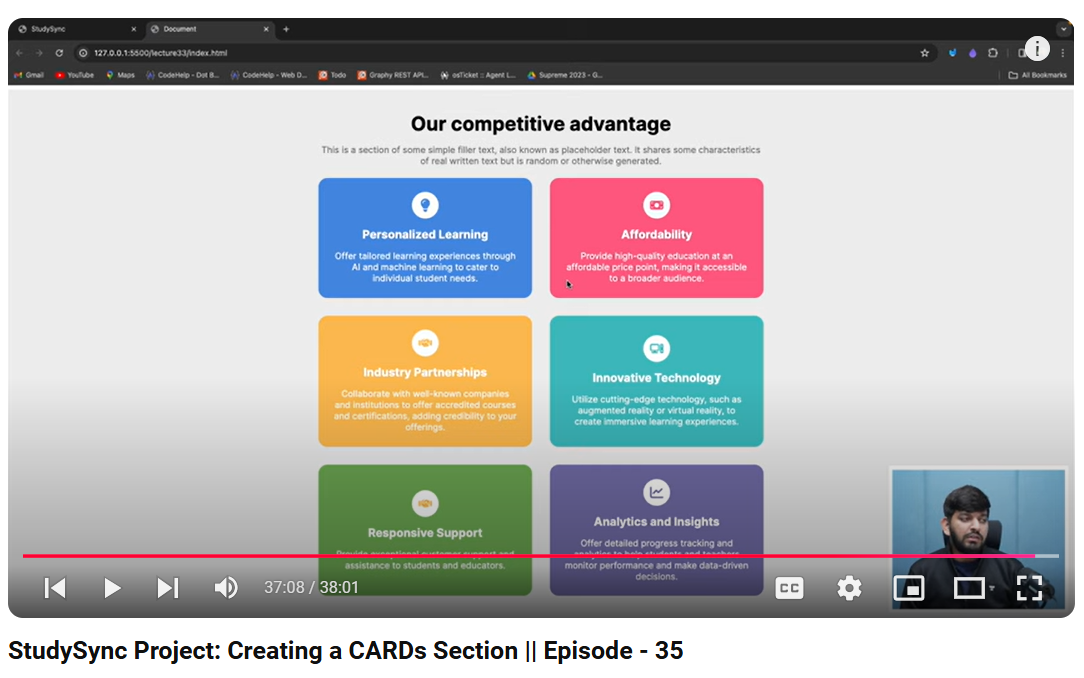 StudySync
Document
127.0.0.1:5500/lecture33/index.html
Gmail
YouTube
Maps
CodeHelp - Dot B...
CodeHelp - Web D...
Todo
Graphy REST API...
osTicket :: Agent L...
Supreme 2023 - G...
All Bookmarks
Our competitive advantage
This is a section of some simple filler text, also known as placeholder text. It shares some characteristics
of real written text but is random or otherwise generated.
Personalized Learning
Offer tailored learning experiences through
AI and machine learning to cater to
individual student needs.
Affordability
Provide high-quality education at an
affordable price point, making it accessible
to a broader audience.
Industry Partnerships
Collaborate with well-known companies
and institutions to offer accredited courses
and certifications, adding credibility to your
offerings.
Innovative Technology
Utilize cutting-edge technology, such as
augmented reality or virtual reality, to
create immersive learning experiences.
Responsive Support
Provide exceptional customer support and
assistance to students and educators.
Analytics and Insights
Offer detailed progress tracking and
analytics to help students and teachers
monitor performance and make data-driven
decisions.
37:08 / 38:01
CC
StudySync Project: Creating a CARDs Section || Episode - 35